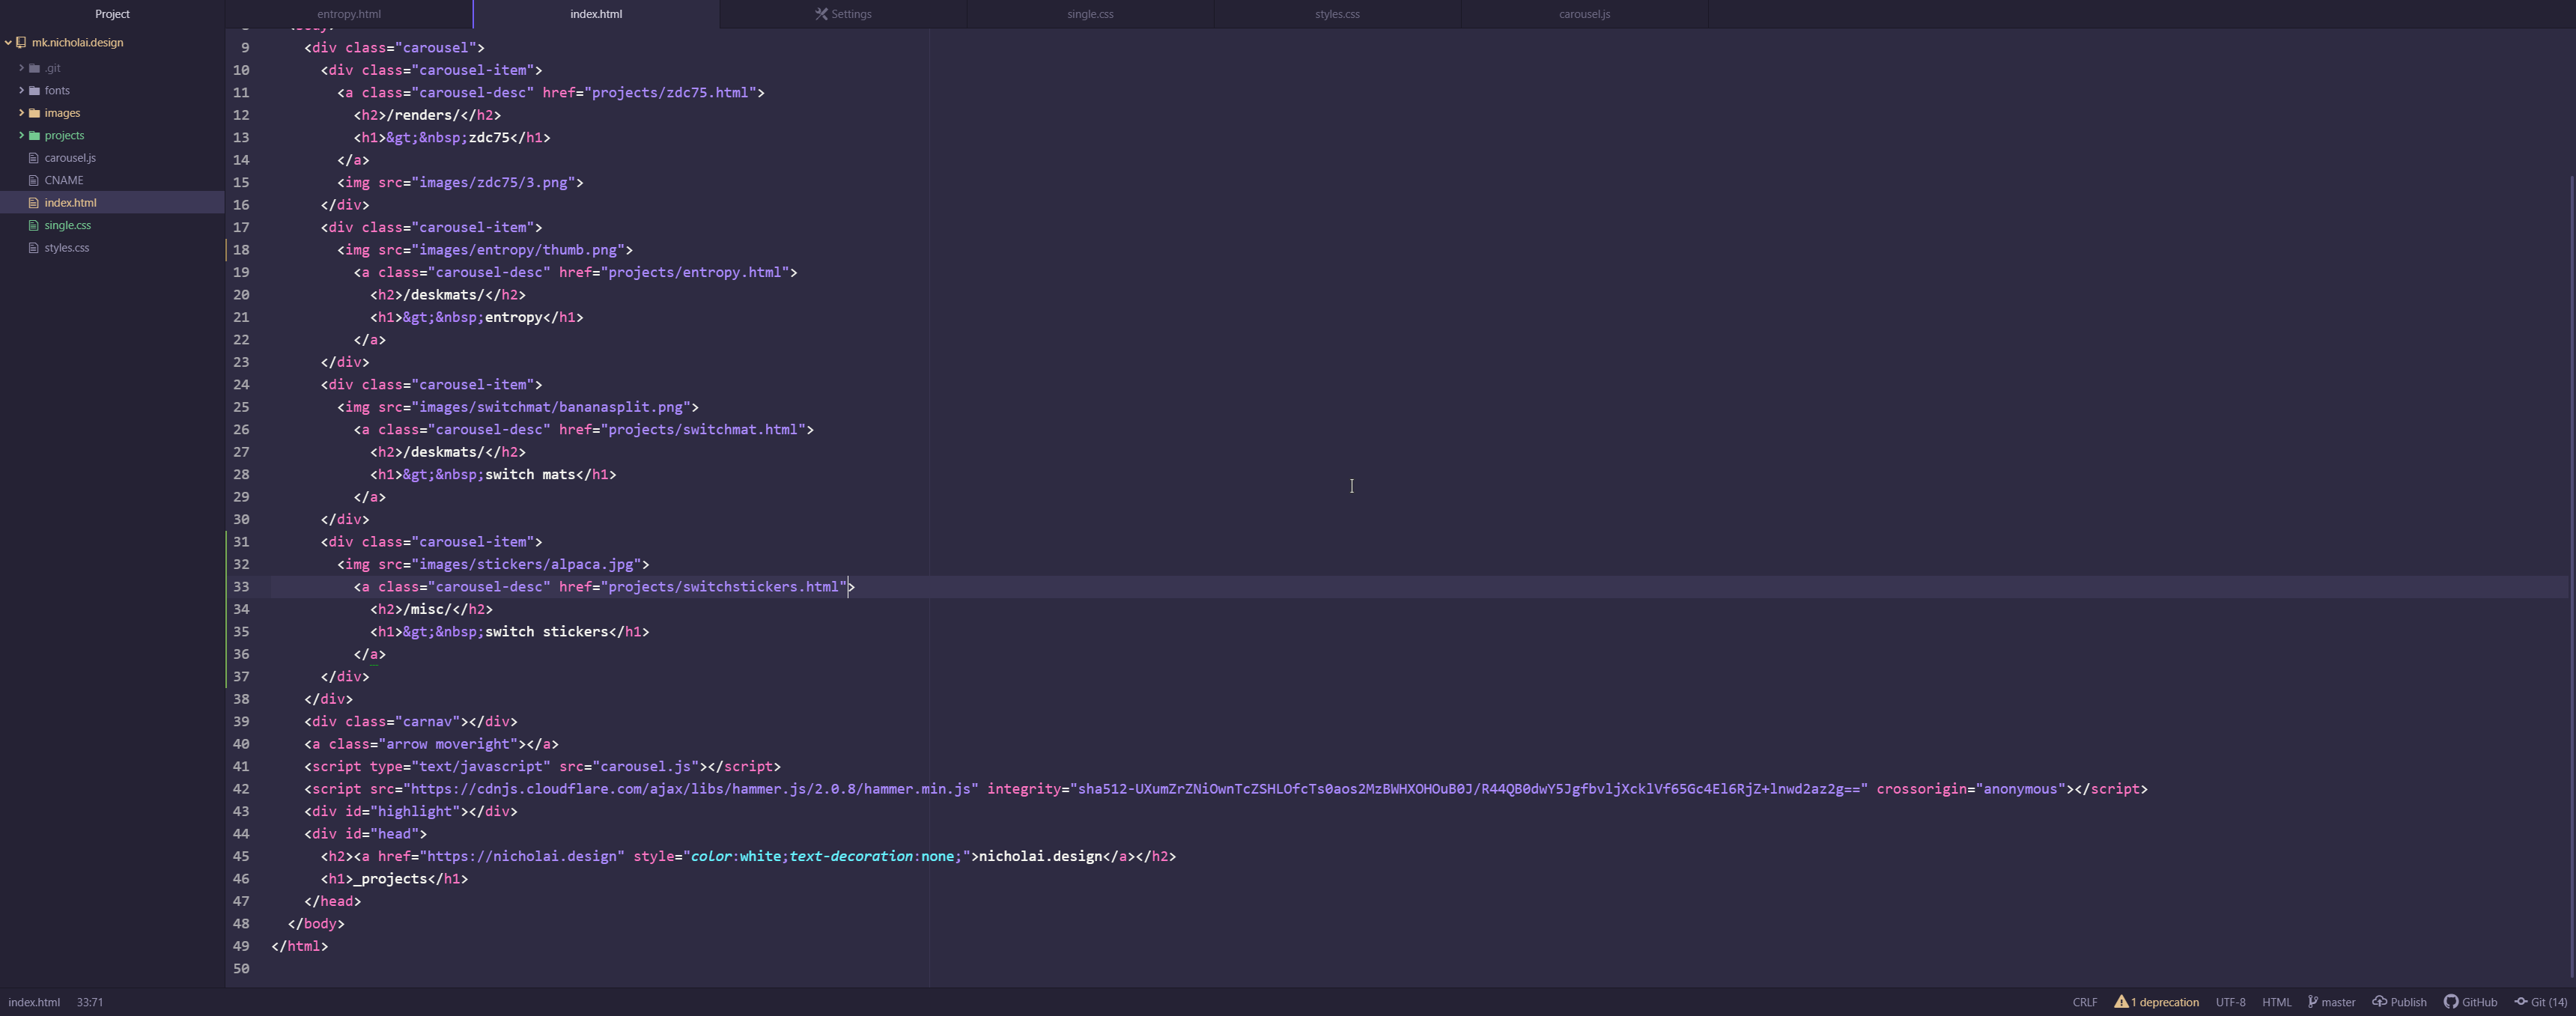 Project
entropy.html
index.html
Settings
single.css
styles.css
carousel.js
mk.nicholai.design
.git
fonts
images
projects
carousel.js
CNAME
index.html
single.css
styles.css
9 <div class="carousel">
10 <div class="carousel-item">
11 <a class="carousel-desc" href="projects/zdc75.html">
12 <h2>/renders/</h2>
13 <h1>&gt;&nbsp;zdc75</h1>
14 </a>
15 <img src="images/zdc75/3.png">
16 </div>
17 <div class="carousel-item">
18 <img src="images/entropy/thumb.png">
19 <a class="carousel-desc" href="projects/entropy.html">
20 <h2>/deskmats/</h2>
21 <h1>&gt;&nbsp;entropy</h1>
22 </a>
23 </div>
24 <div class="carousel-item">
25 <img src="images/switchmat/bananasplit.png">
26 <a class="carousel-desc" href="projects/switchmat.html">
27 <h2>/deskmats/</h2>
28 <h1>&gt;&nbsp;switch mats</h1>
29 </a>
30 </div>
31 <div class="carousel-item">
32 <img src="images/stickers/alpaca.jpg">
33 <a class="carousel-desc" href="projects/switchstickers.html">
34 <h2>/misc/</h2>
35 <h1>&gt;&nbsp;switch stickers</h1>
36 </a>
37 </div>
38 </div>
39 <div class="carnav"></div>
40 <a class="arrow moveright"></a>
41 <script type="text/javascript" src="carousel.js"></script>
42 <script src="https://cdnjs.cloudflare.com/ajax/libs/hammer.js/2.0.8/hammer.min.js" integrity="sha512-UXumZrZNiOwnTcZSHLOfcTs0aos2MzBWHXOHOuB0J/R44QB0dwY5JgfbvljXcklVf65Gc4El6RjZ+lnwd2az2g==" crossorigin="anonymous"></script>
43 <div id="highlight"></div>
44 <div id="head">
45 <h2><a href="https://nicholai.design" style="color:white;text-decoration:none;">nicholai.design</a></h2>
46 <h1>_projects</h1>
47 </head>
48 </body>
49 </html>
50
index.html 33:71
CRLF 1 deprecation UTF-8 HTML master Publish GitHub Git (14)